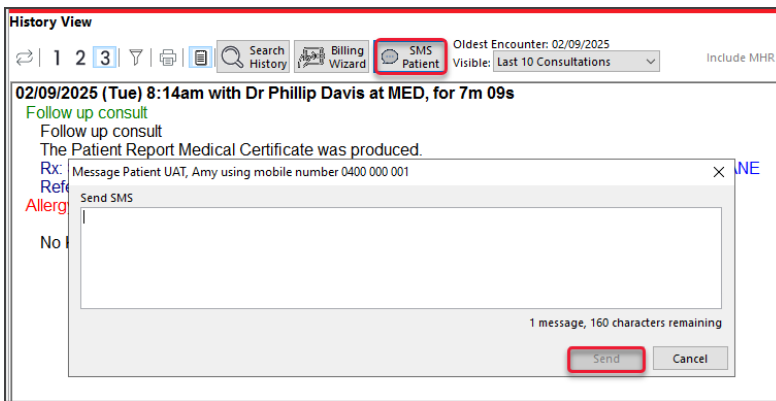 History View
1 2 3 Search History Billing Wizard SMS Patient Oldest Encounter: 02/09/2025
Visible: Last 10 Consultations Include MHR
02/09/2025 (Tue) 8:14am with Dr Phillip Davis at MED, for 7m 09s
Follow up consult
Follow up consult
The Patient Report Medical Certificate was produced.
Rx:
Message Patient UAT, Amy using mobile number 0400 000 001
Send SMS
Allerg
No
1 message, 160 characters remaining
Send Cancel